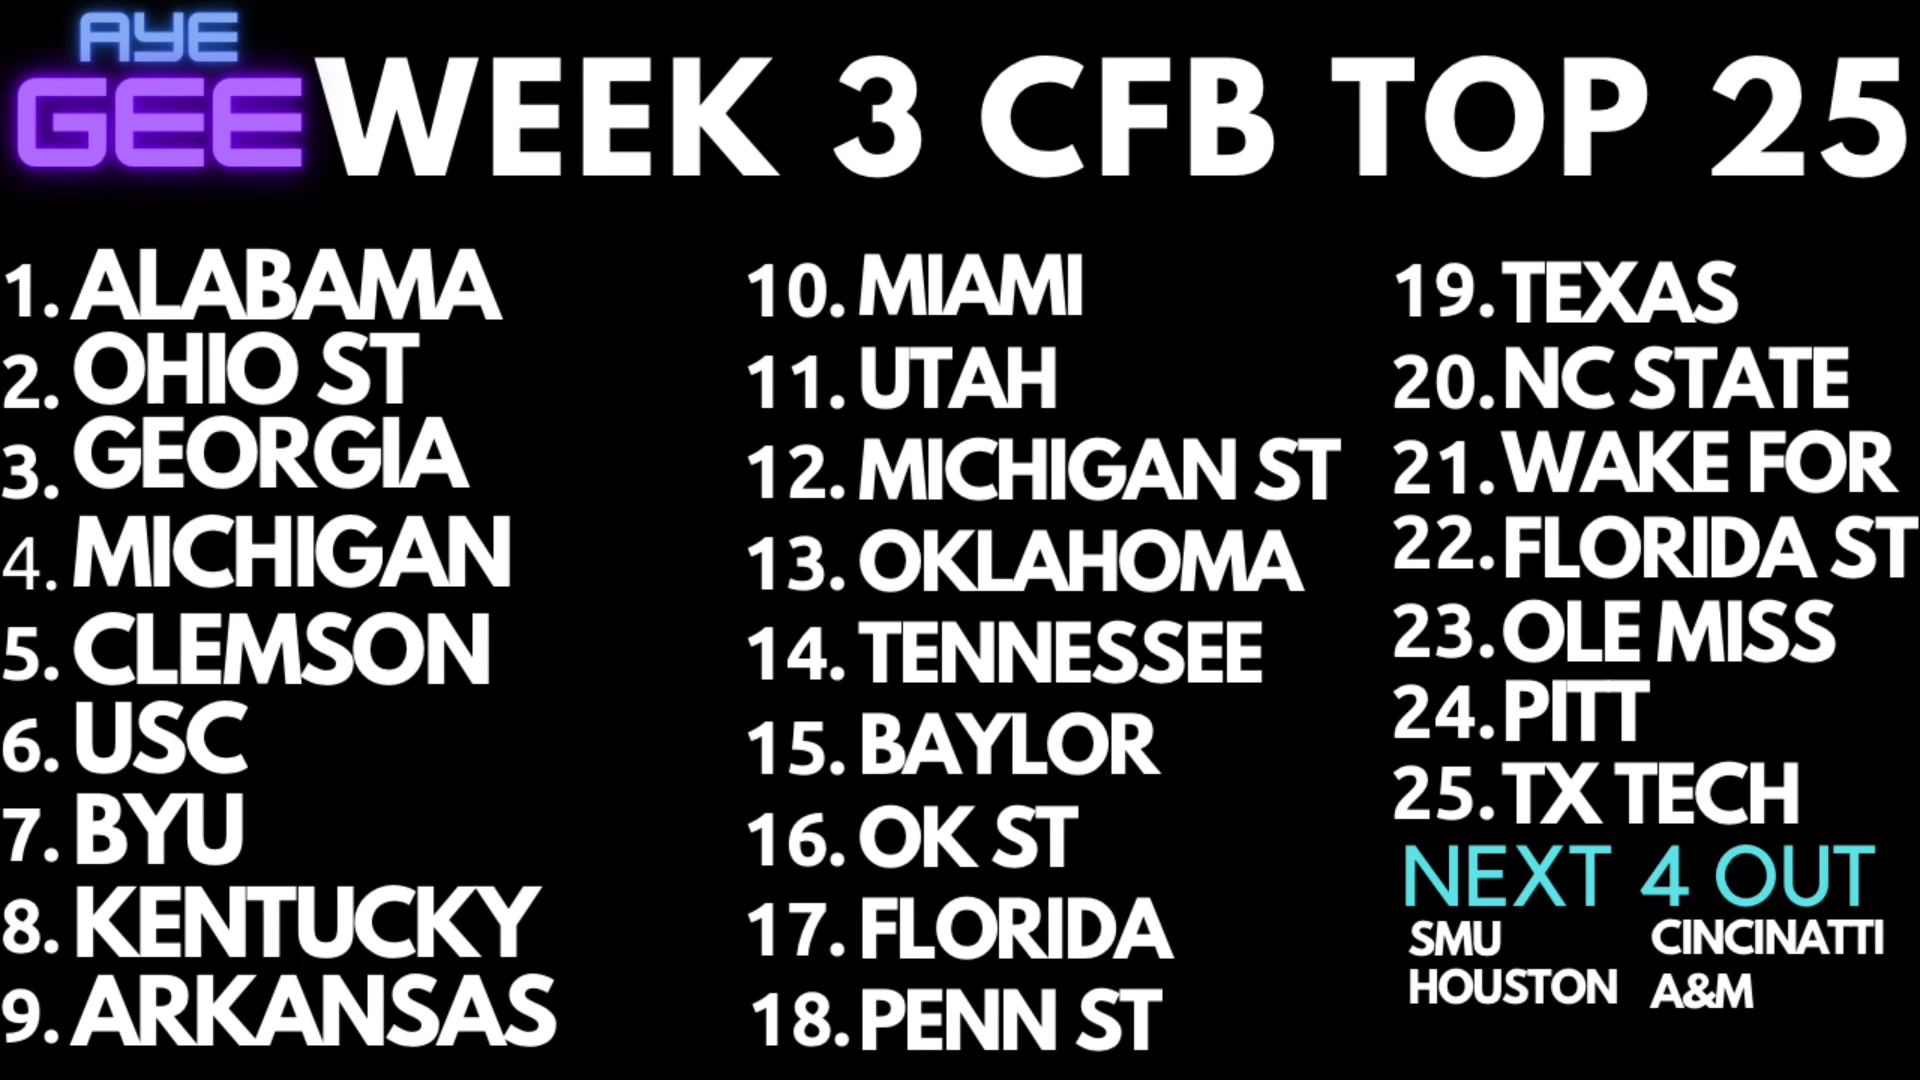 AYE
GEE
WEEK 3 CFB TOP 25
1. ALABAMA
2. OHIO ST
3. GEORGIA
4. MICHIGAN
5. CLEMSON
6. USC
7. BYU
8. KENTUCKY
9. ARKANSAS
10. MIAMI
11. UTAH
12. MICHIGAN ST
13. OKLAHOMA
14. TENNESSEE
15. BAYLOR
16. OK ST
17. FLORIDA
18. PENN ST
19. TEXAS
20. NC STATE
21. WAKE FOR
22. FLORIDA ST
23. OLE MISS
24. PITT
25. TX TECH
NEXT 4 OUT
SMU
HOUSTON
CINCINATTI
A&M